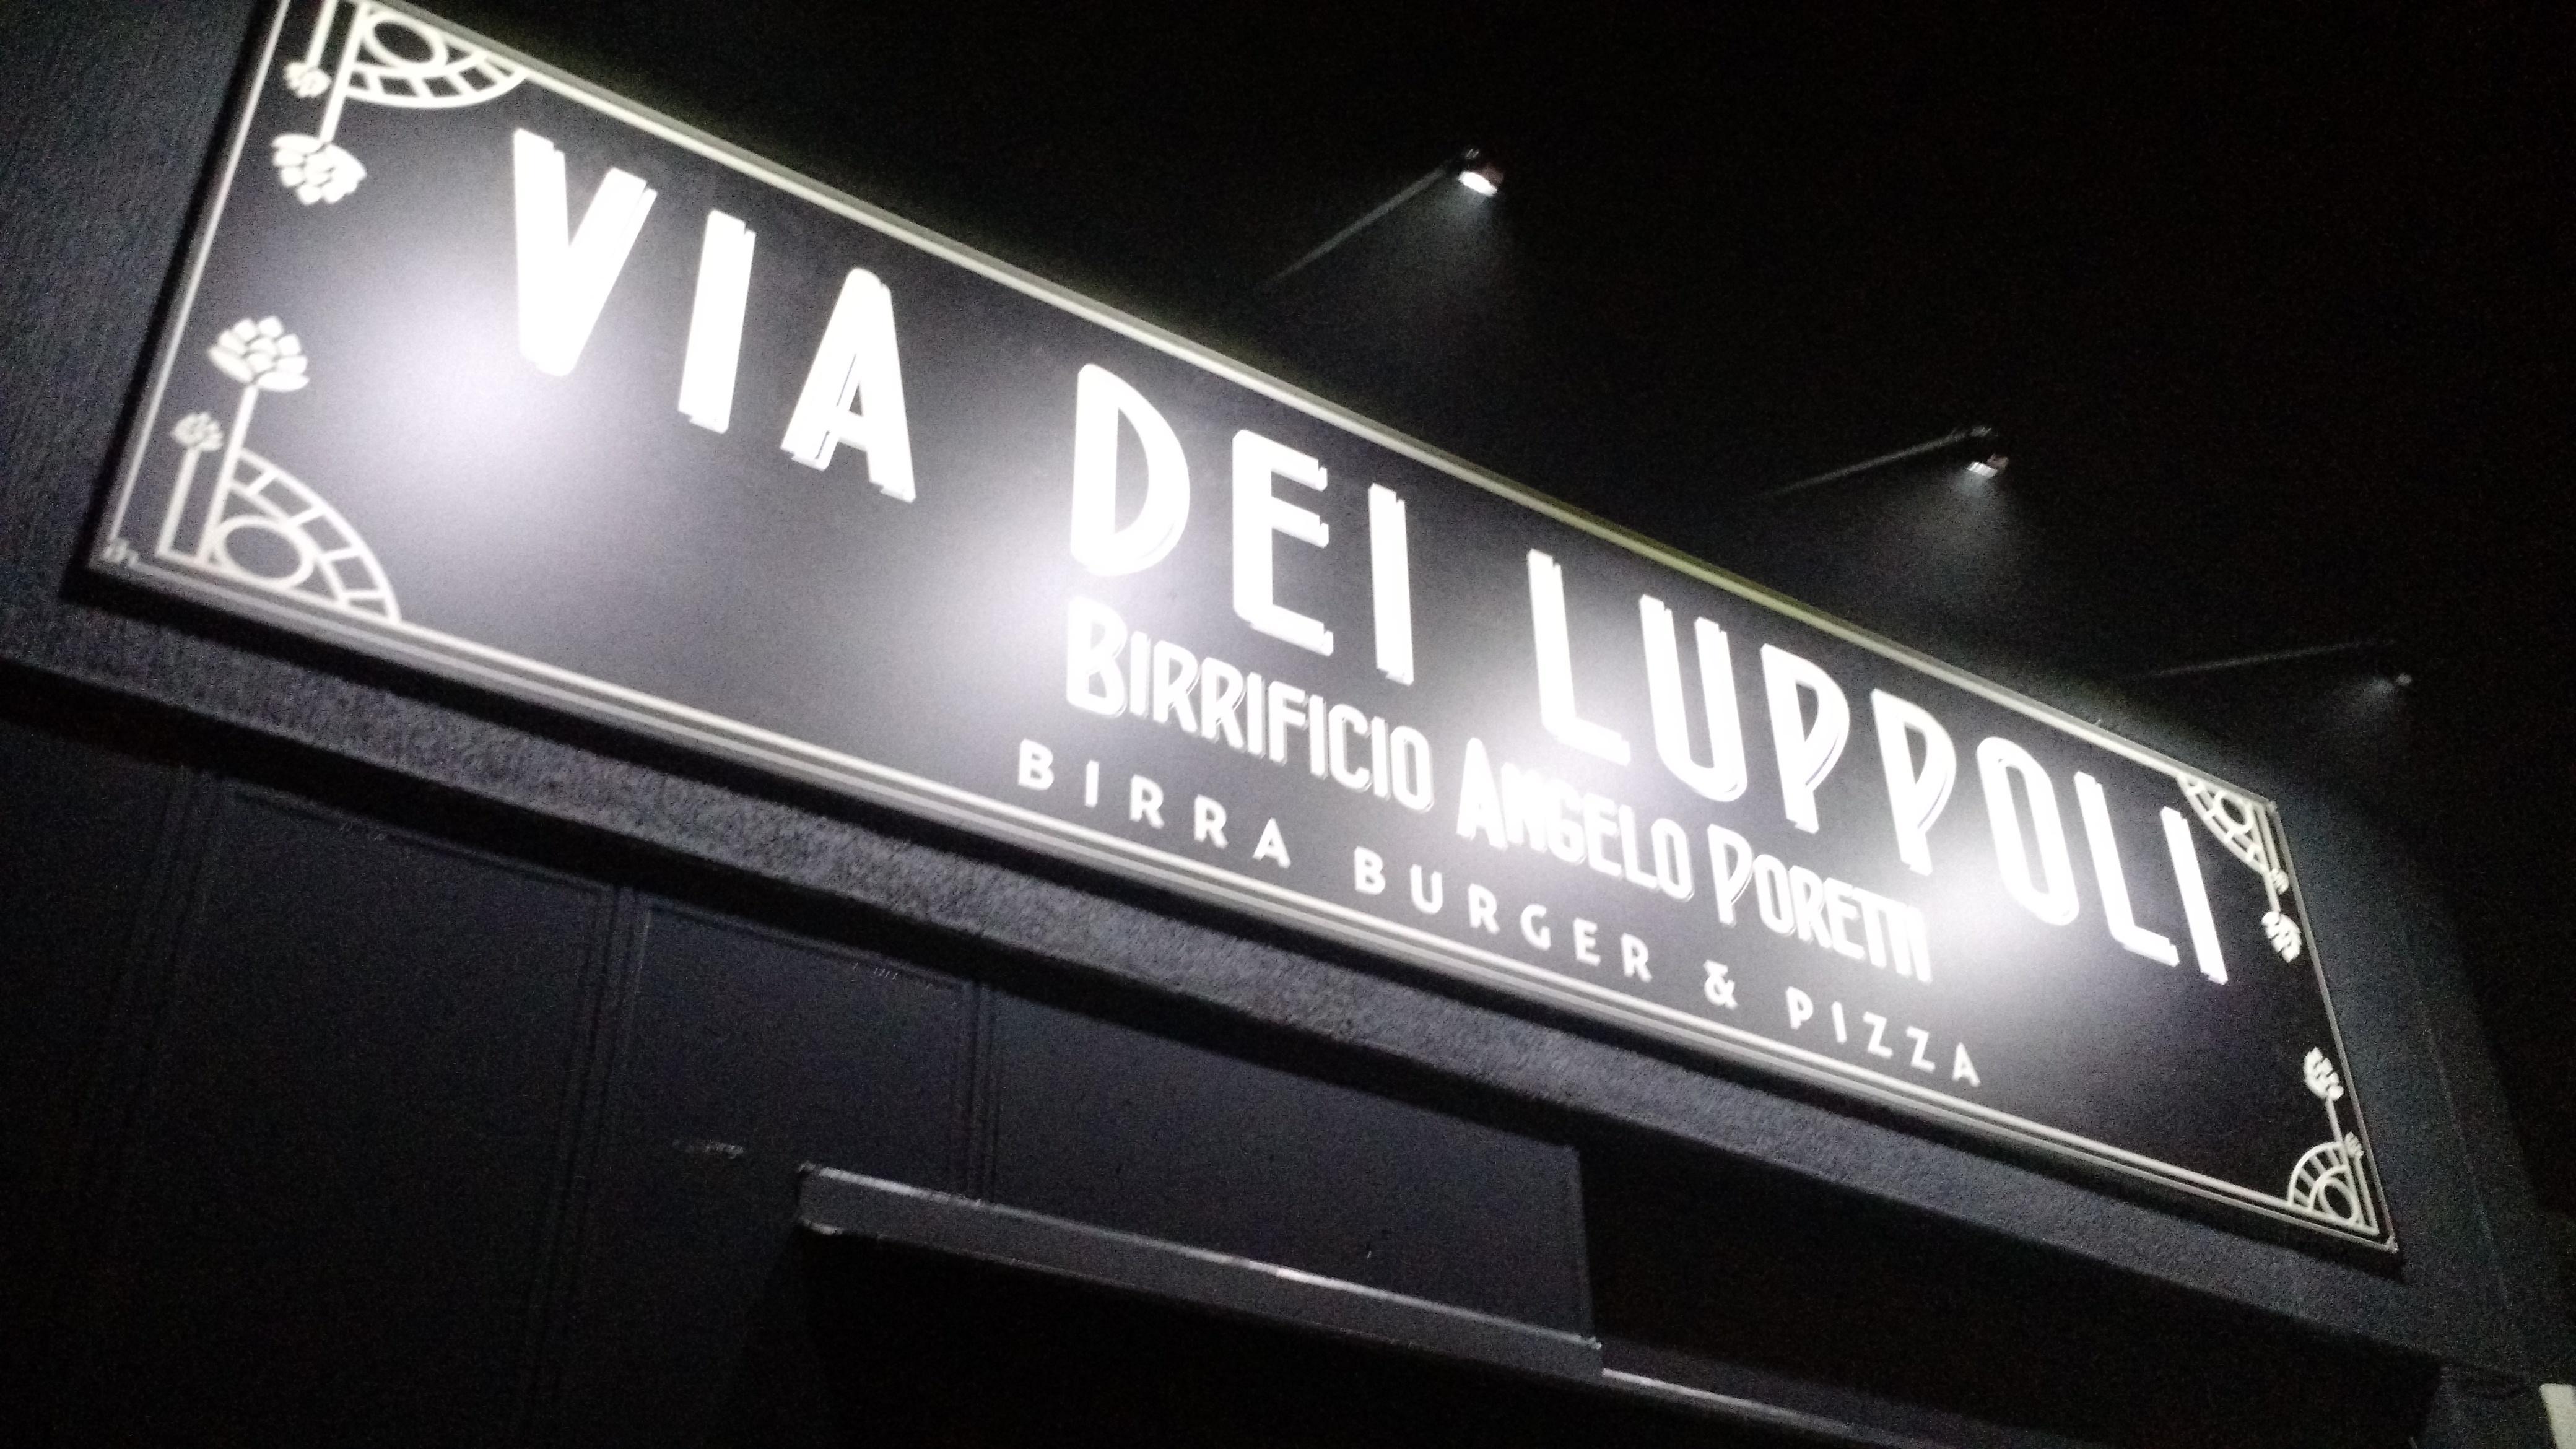 VIA DEI LUPPOLI
BIRRIFICIO ANGELO PORETTI
BIRRA BURGER & PIZZA